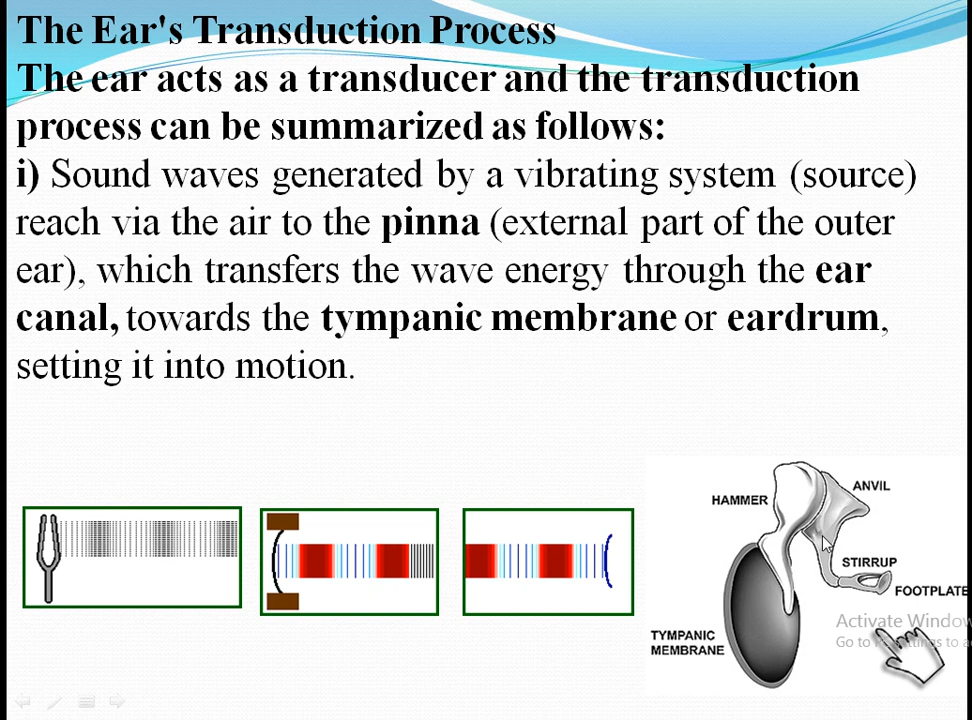 The Ear's Transduction Process
The ear acts as a transducer and the transduction
process can be summarized as follows:
i) Sound waves generated by a vibrating system (source)
reach via the air to the pinna (external part of the outer
ear), which transfers the wave energy through the ear
canal, towards the tympanic membrane or eardrum,
setting it into motion.
HAMMER
ANVIL
STIRRUP
FOOTPLATE
TYMPANIC
MEMBRANE
Activate Window
Go to